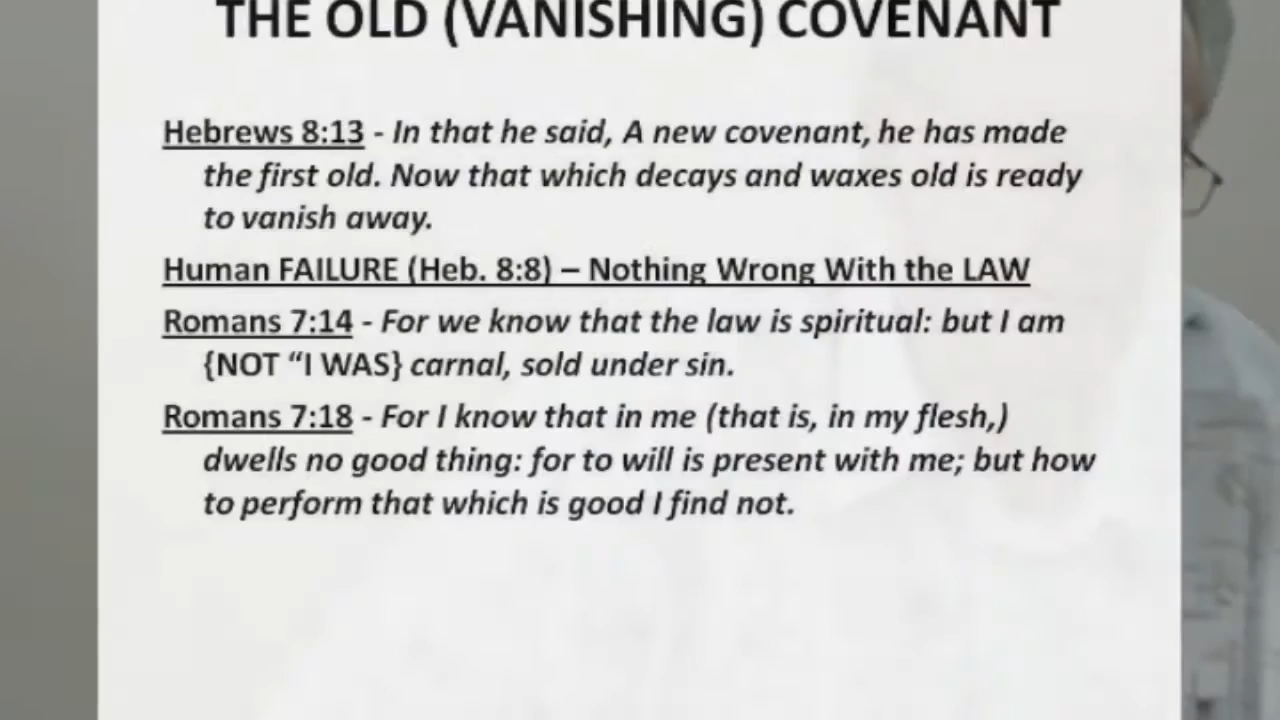 THE OLD (VANISHING) COVENANT
Hebrews 8:13 - In that he said, A new covenant, he has made
the first old. Now that which decays and waxes old is ready
to vanish away.
Human FAILURE (Heb. 8:8) – Nothing Wrong With the LAW
Romans 7:14 - For we know that the law is spiritual: but I am
{NOT “I WAS} carnal, sold under sin.
Romans 7:18 - For I know that in me (that is, in my flesh,)
dwells no good thing: for to will is present with me; but how
to perform that which is good I find not.